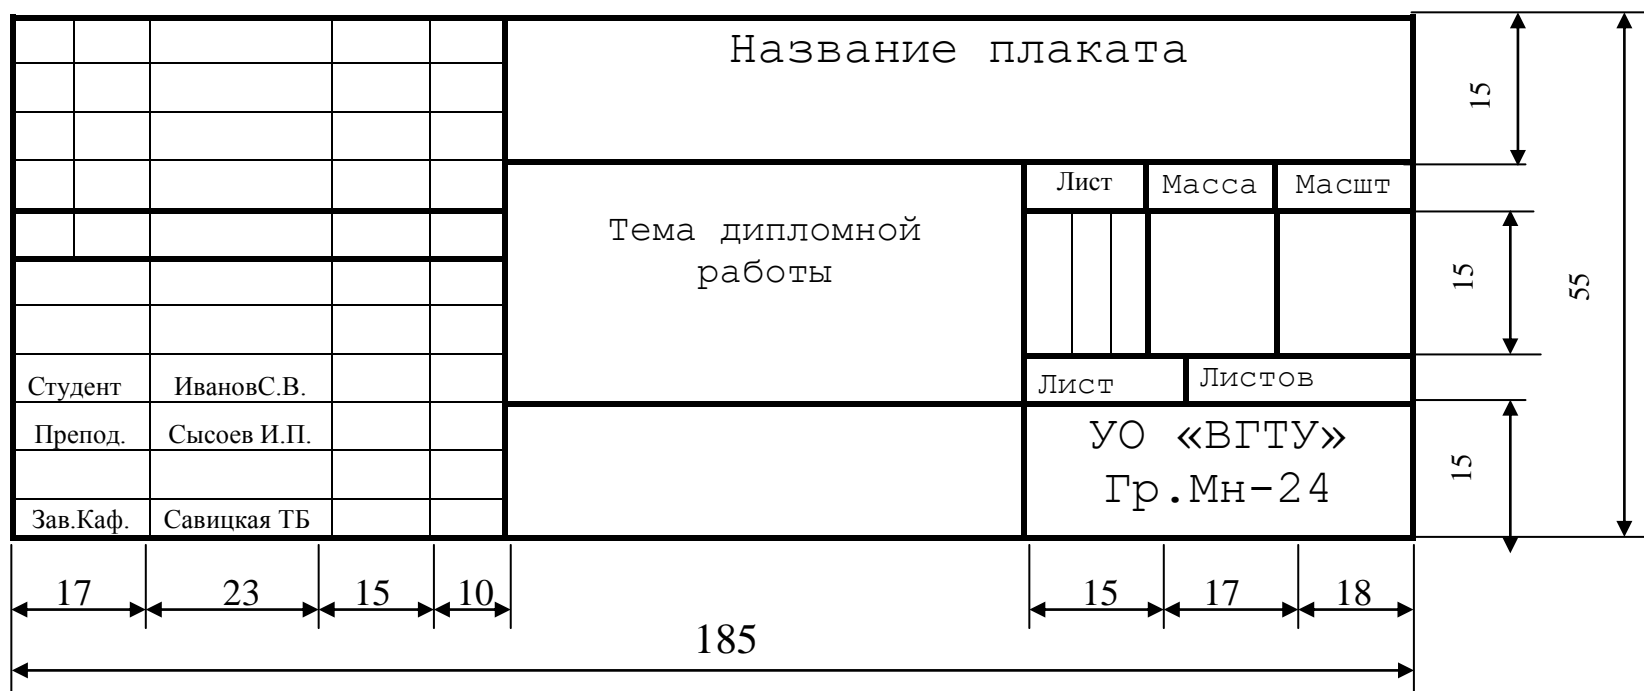 Название плаката
15
Лист Масса Масшт
Тема дипломной
работы
15
55
Студент ИвановС.В. Лист Листов
Препод. Сысоев И.П. УО «ВГТУ»
15
Гр.Мн-24
Зав.Каф. Савицкая ТБ
17 23 15 10 15 17 18
185